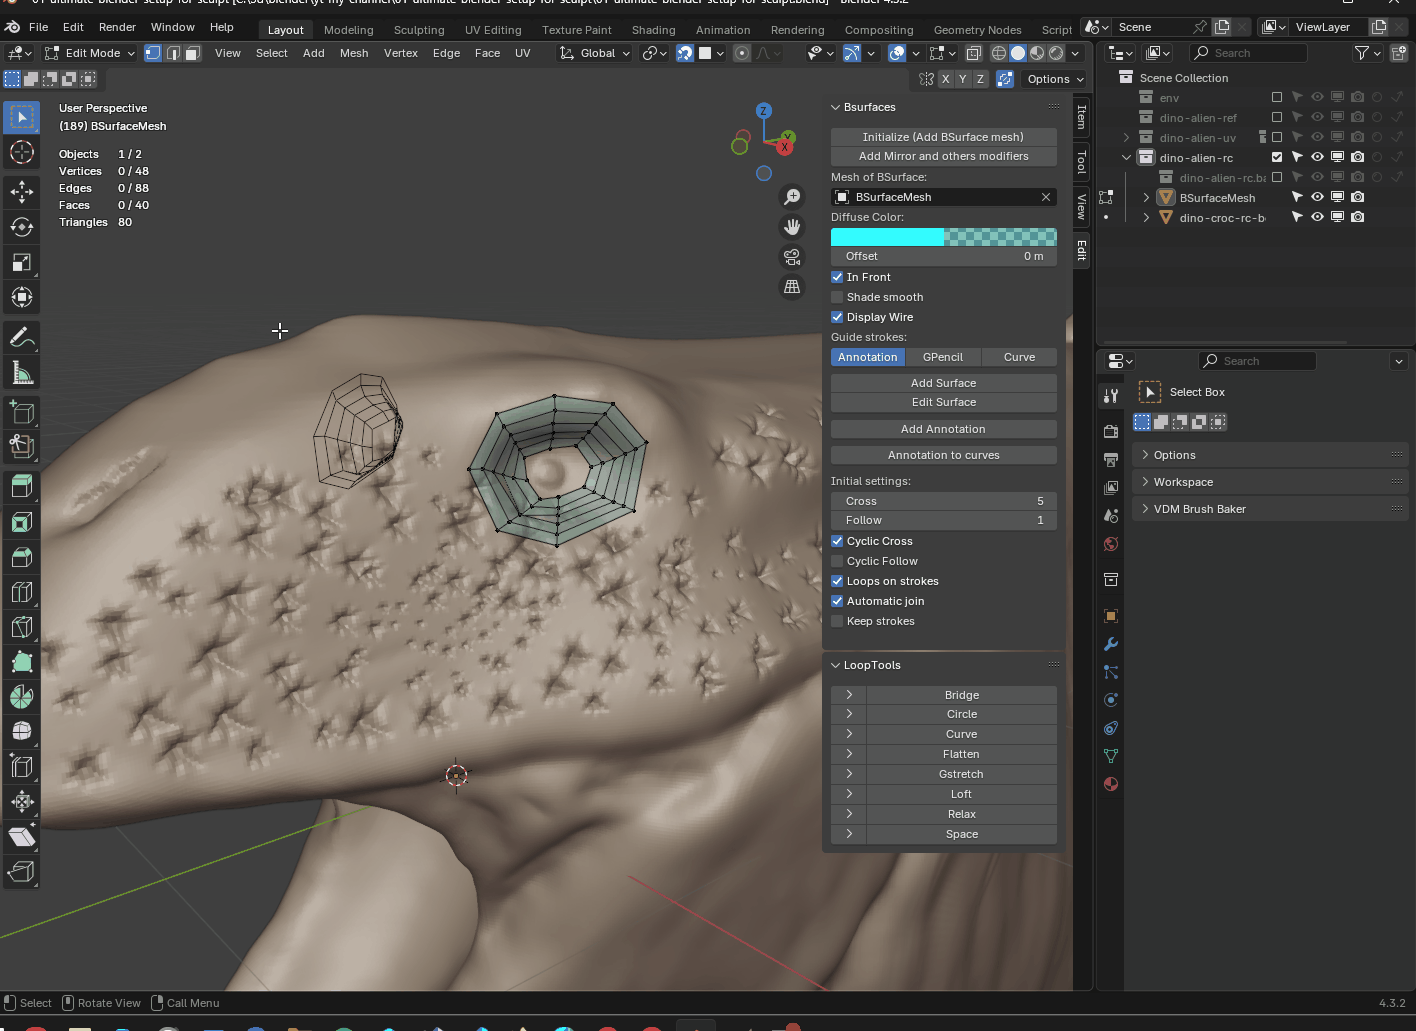 File Edit Render Window Help Layout Modeling Sculpting UV Editing Texture Paint Shading Animation Rendering Compositing Geometry Nodes Script Scene ViewLayer
Edit Mode View Select Add Mesh Vertex Edge Face UV Global Search
X Y Z Options
User Perspective
(189) BSurfaceMesh
Objects 1 / 2
Vertices 0 / 48
Edges 0 / 88
Faces 0 / 40
Triangles 80
Z
Y
X
Bsurfaces
Initialize (Add BSurface mesh)
Add Mirror and others modifiers
Mesh of BSurface:
BSurfaceMesh
Diffuse Color:
Offset 0 m
In Front
Shade smooth
Display Wire
Guide strokes:
Annotation GPencil Curve
Add Surface
Edit Surface
Add Annotation
Annotation to curves
Initial settings:
Cross 5
Follow 1
Cyclic Cross
Cyclic Follow
Loops on strokes
Automatic join
Keep strokes
LoopTools
Bridge
Circle
Curve
Flatten
Gstretch
Loft
Relax
Space
Item
Tool
View
Edit
Scene Collection
env
dino-alien-ref
dino-alien-uv
dino-alien-rc
dino-alien-rc.ba
BSurfaceMesh
dino-croc-rc-b
Search
Select Box
Options
Workspace
VDM Brush Baker
Select Rotate View Call Menu 4.3.2